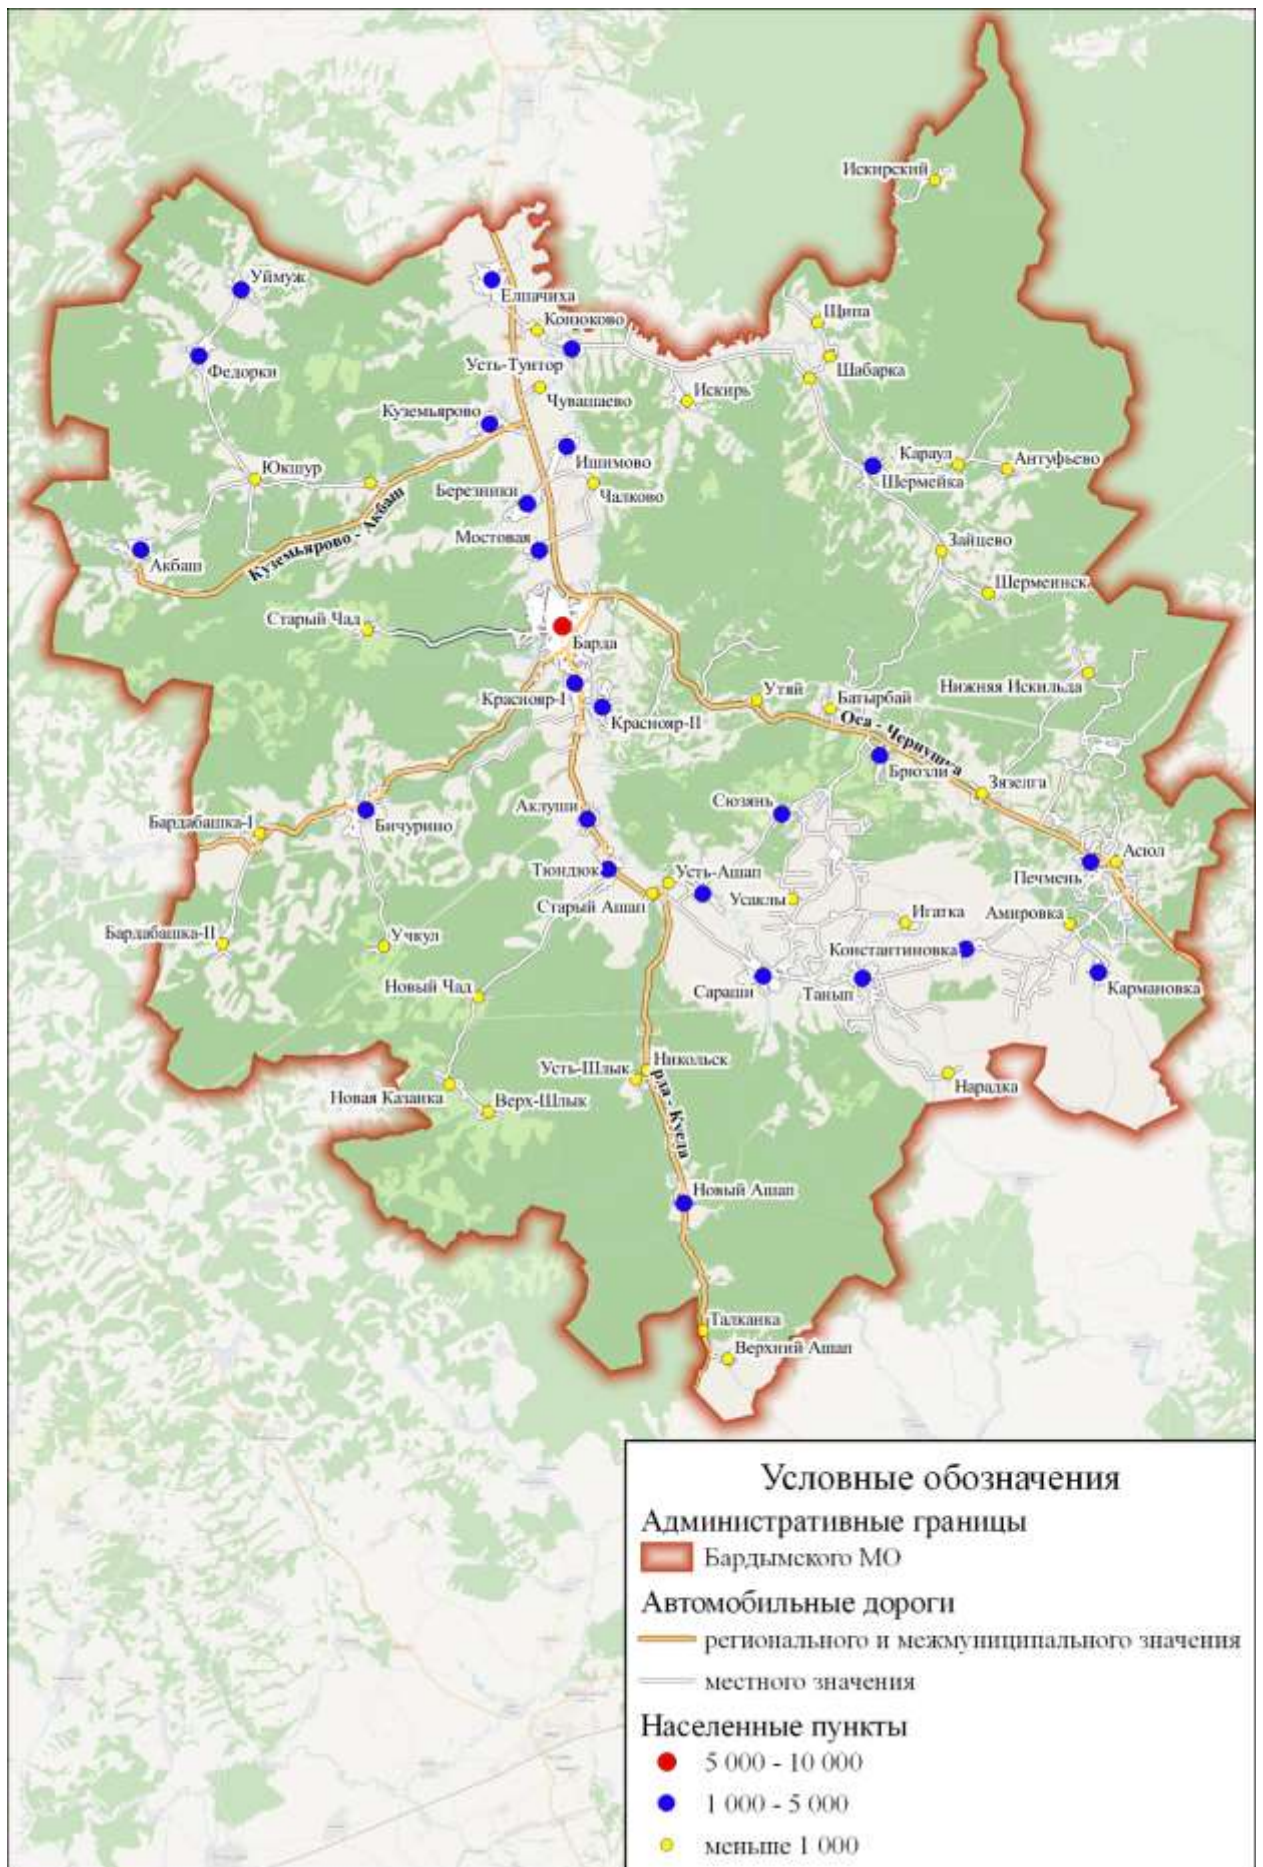 Искирский
Уймуж
Елпачиха
Конюково
Щипа
Усть-Тунтор
Федорки
Шабарка
Искирь
Чувашаево
Куземьярово
Караул
Антуфьево
Ишимово
Юкшур
Шермейка
Березники
Чалково
Куземьярово - Акбаш
Мостовая
Зайцево
Акбаш
Шермеинск
Старый Чад
Барда
Нижняя Искильда
Утяй
Батырбай
Краснояр-I
Краснояр-II
Оса - Чернушка
Брюзли
Зязелга
Сюзянь
Аклуши
Бардабашка-I
Бичурино
Асюл
Тюндюк
Усть-Ашап
Печмень
Усаклы
Старый Ашап
Игатка
Амировка
Бардабашка-II
Учкул
Константиновка
Новый Чад
Сараши
Танып
Кармановка
Никольск
Усть-Шлык
Нарадка
Новая Казанка
Верх-Шлык
рда - Куеда
Новый Ашап
Талканка
Верхний Ашап
Условные обозначения
Административные границы
Бардымского МО
Автомобильные дороги
регионального и межмуниципального значения
местного значения
Населенные пункты
5 000 - 10 000
1 000 - 5 000
меньше 1 000